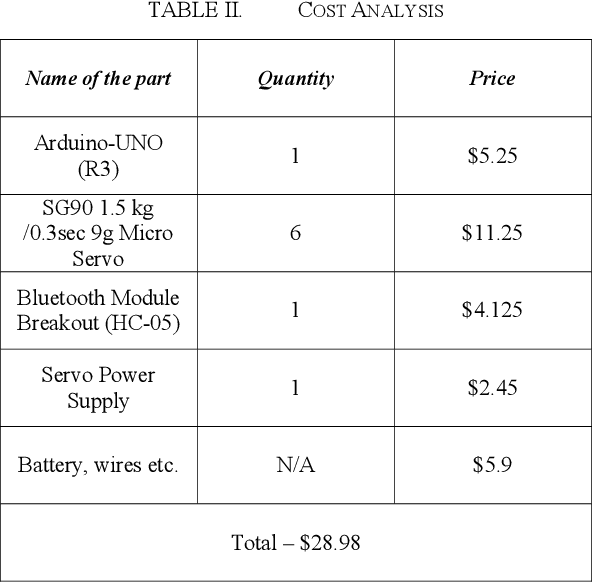 TABLE II. COST ANALYSIS
Name of the part Quantity Price
Arduino-UNO
(R3) 1 $5.25
SG90 1.5 kg
/0.3sec 9g Micro
Servo 6 $11.25
Bluetooth Module
Breakout (HC-05) 1 $4.125
Servo Power
Supply 1 $2.45
Battery, wires etc. N/A $5.9
Total – $28.98